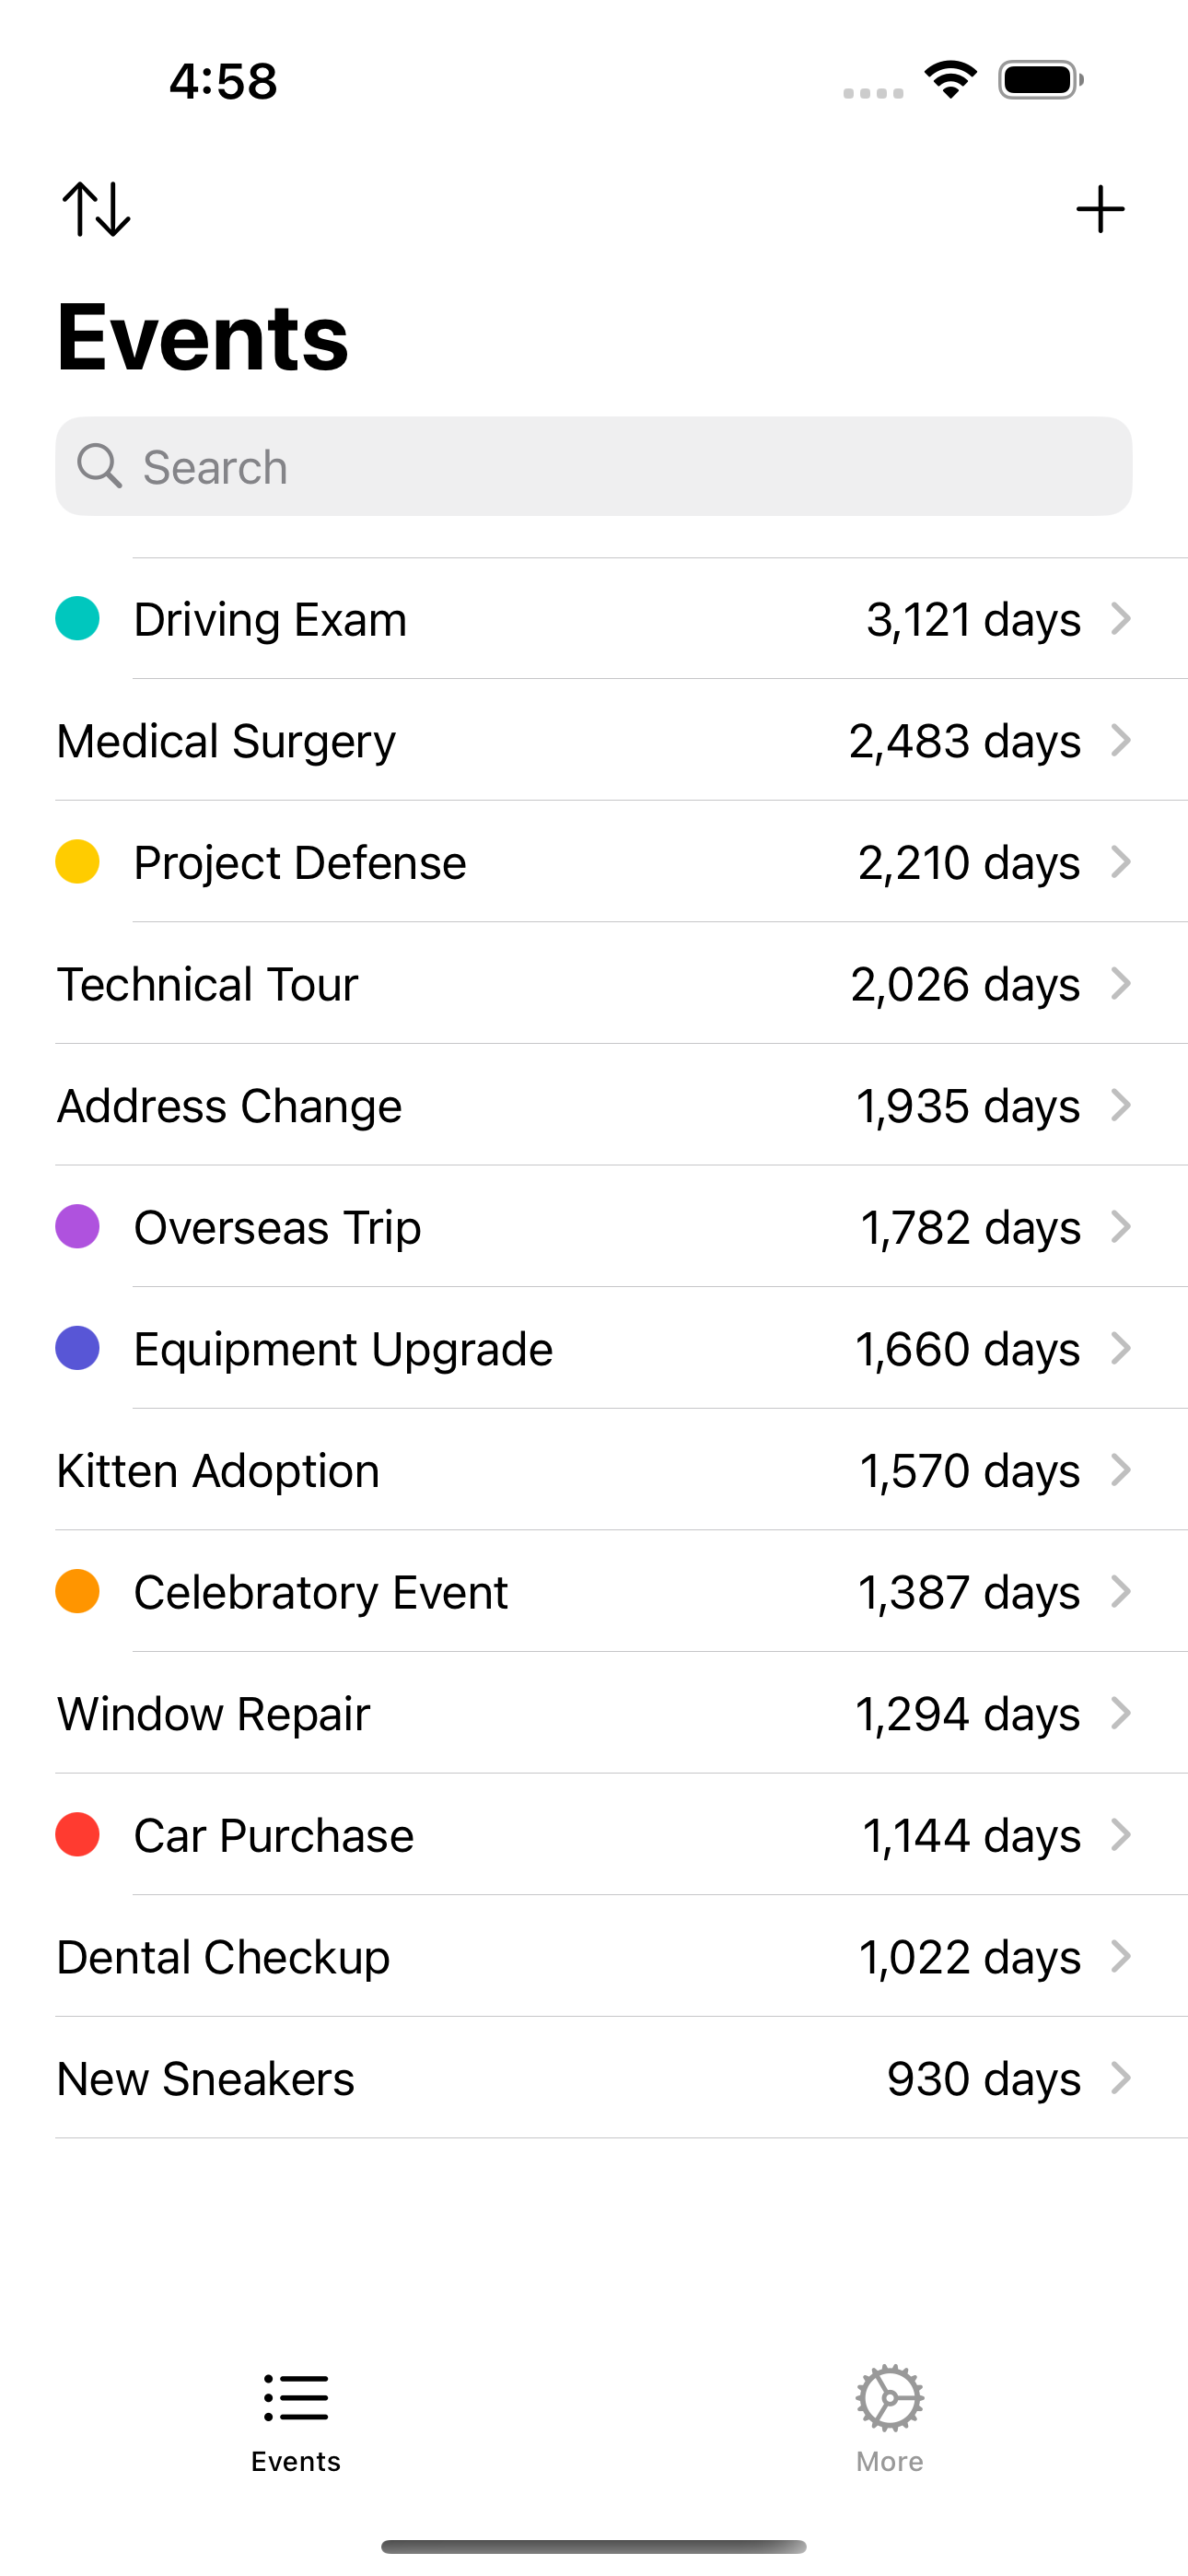 4:58
Events
Search
Driving Exam 3,121 days
Medical Surgery 2,483 days
Project Defense 2,210 days
Technical Tour 2,026 days
Address Change 1,935 days
Overseas Trip 1,782 days
Equipment Upgrade 1,660 days
Kitten Adoption 1,570 days
Celebratory Event 1,387 days
Window Repair 1,294 days
Car Purchase 1,144 days
Dental Checkup 1,022 days
New Sneakers 930 days
Events More